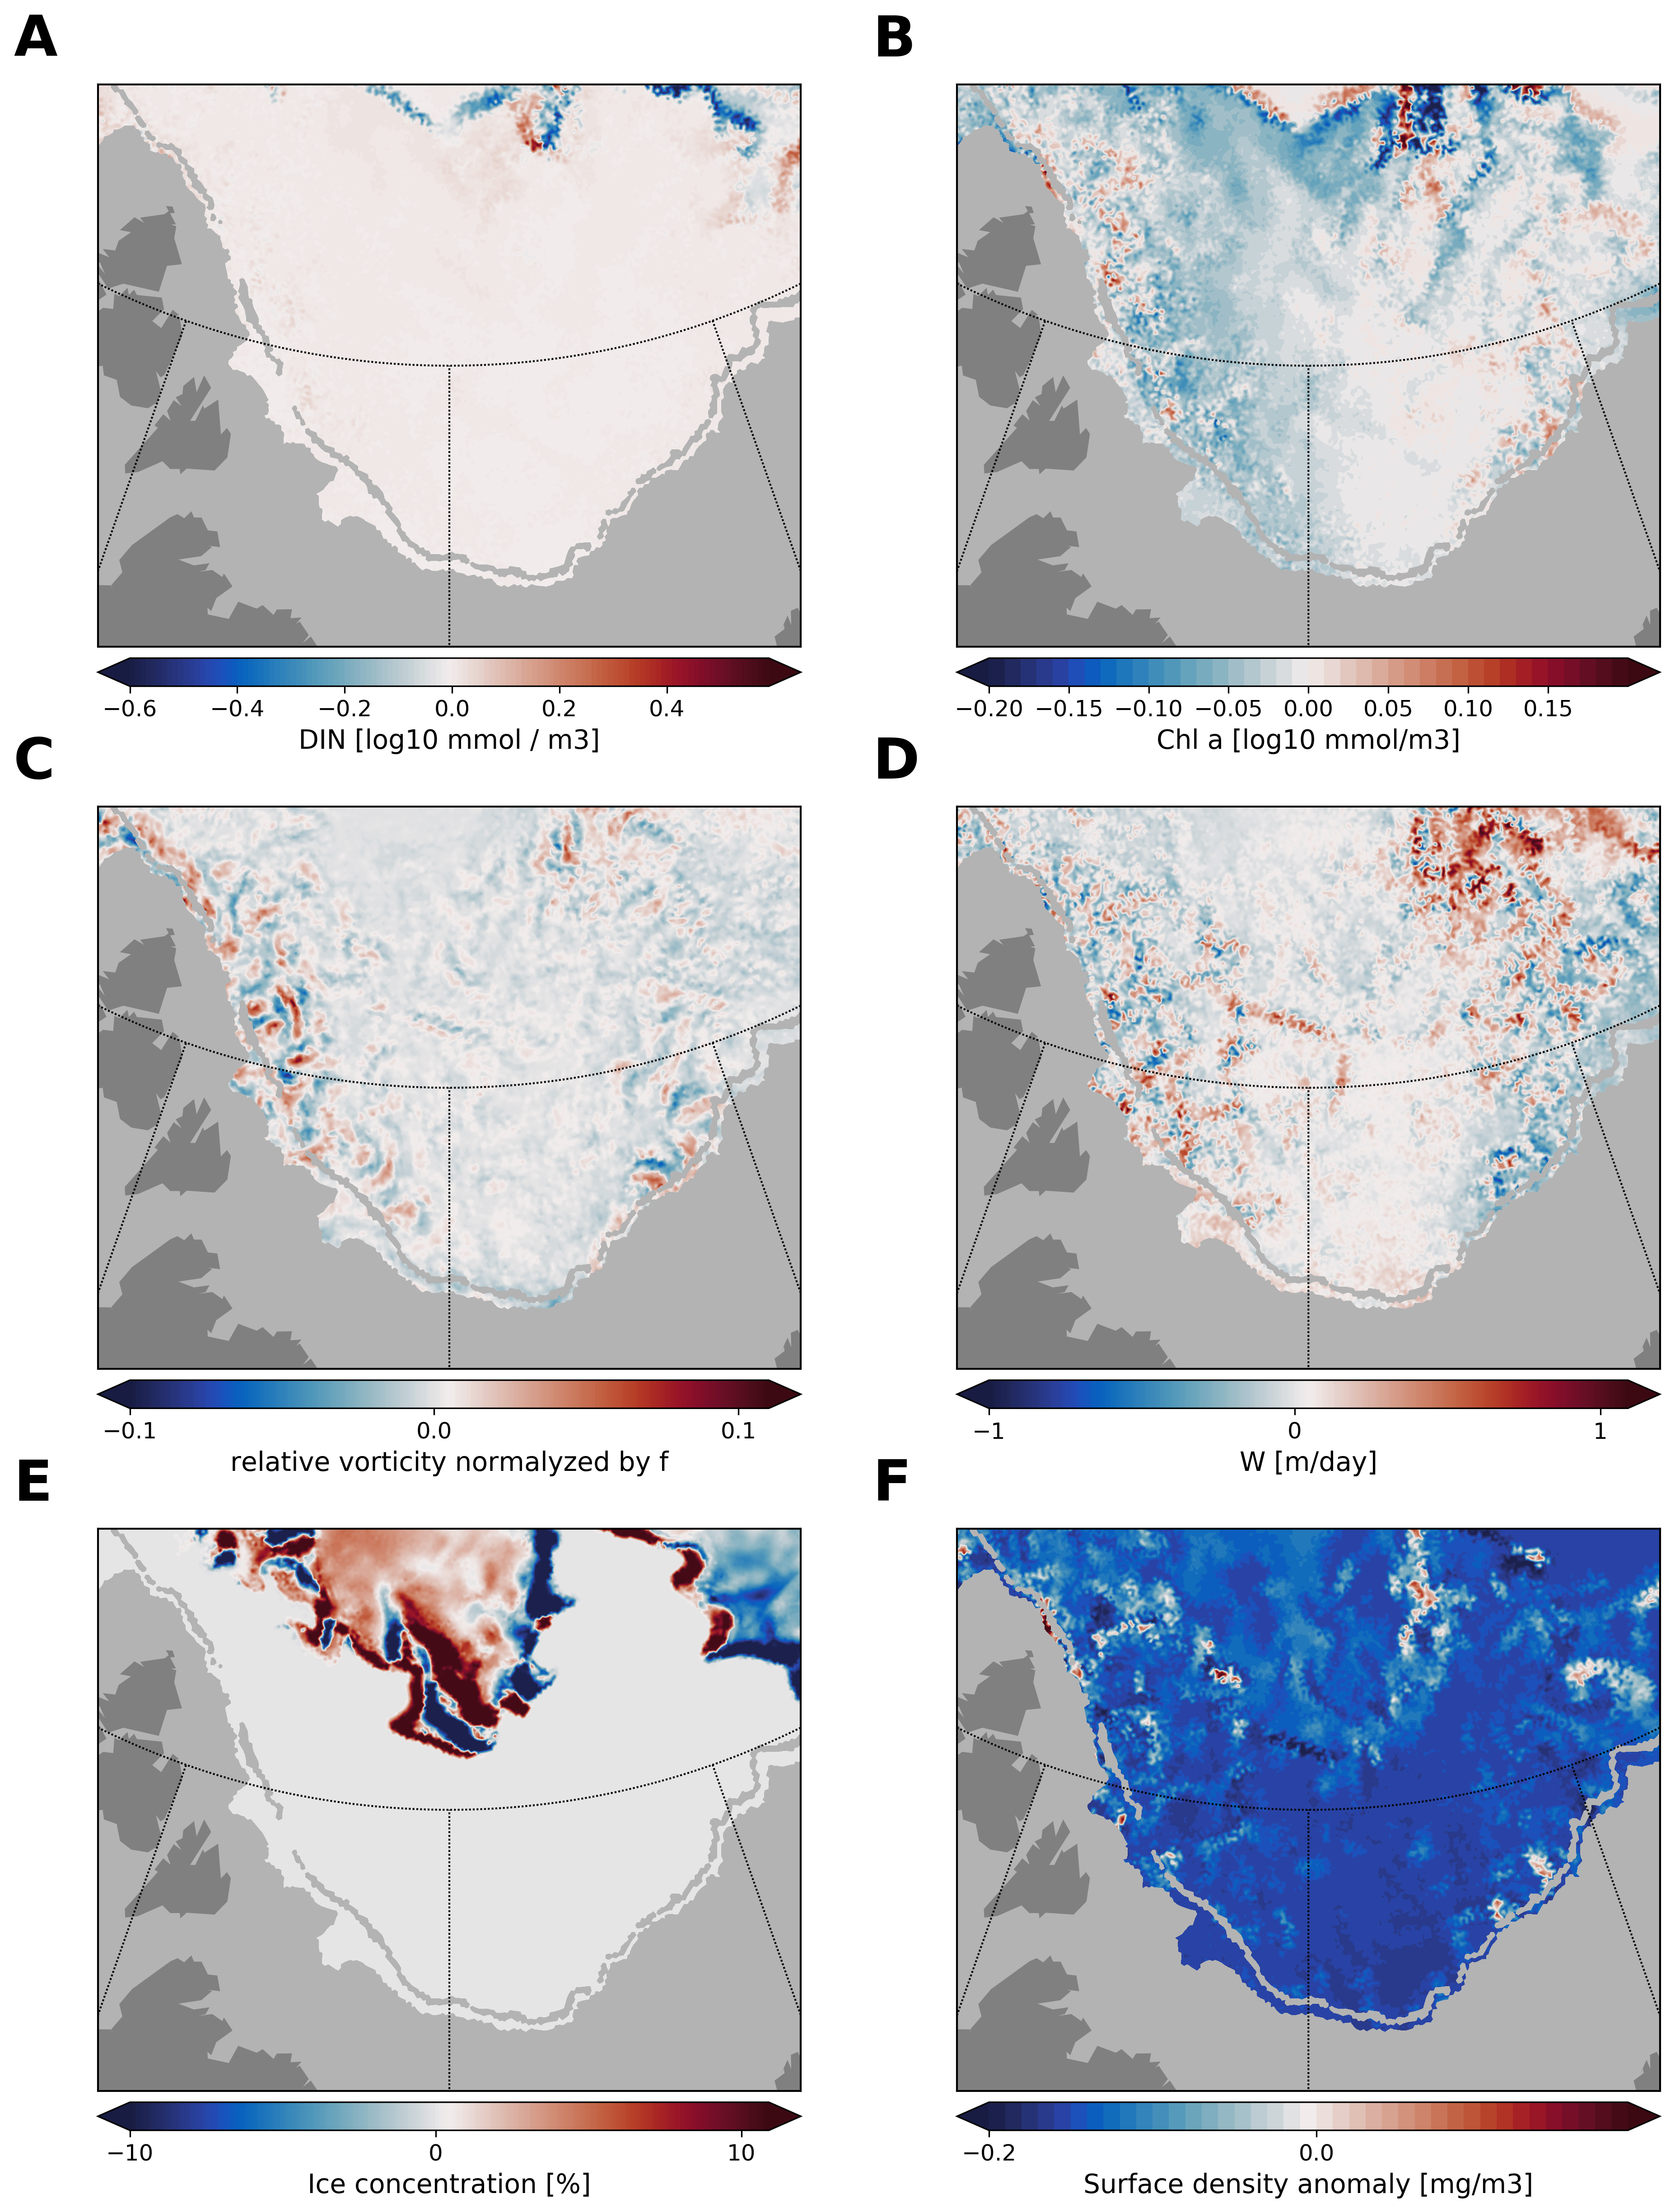 A
B
−0.6 −0.4 −0.2 0.0 0.2 0.4
DIN [log10 mmol / m3]
−0.20 −0.15 −0.10 −0.05 0.00 0.05 0.10 0.15
Chl a [log10 mmol/m3]
C
D
−0.1 0.0 0.1
relative vorticity normalyzed by f
−1 0 1
W [m/day]
E
F
−10 0 10
Ice concentration [%]
−0.2 0.0
Surface density anomaly [mg/m3]